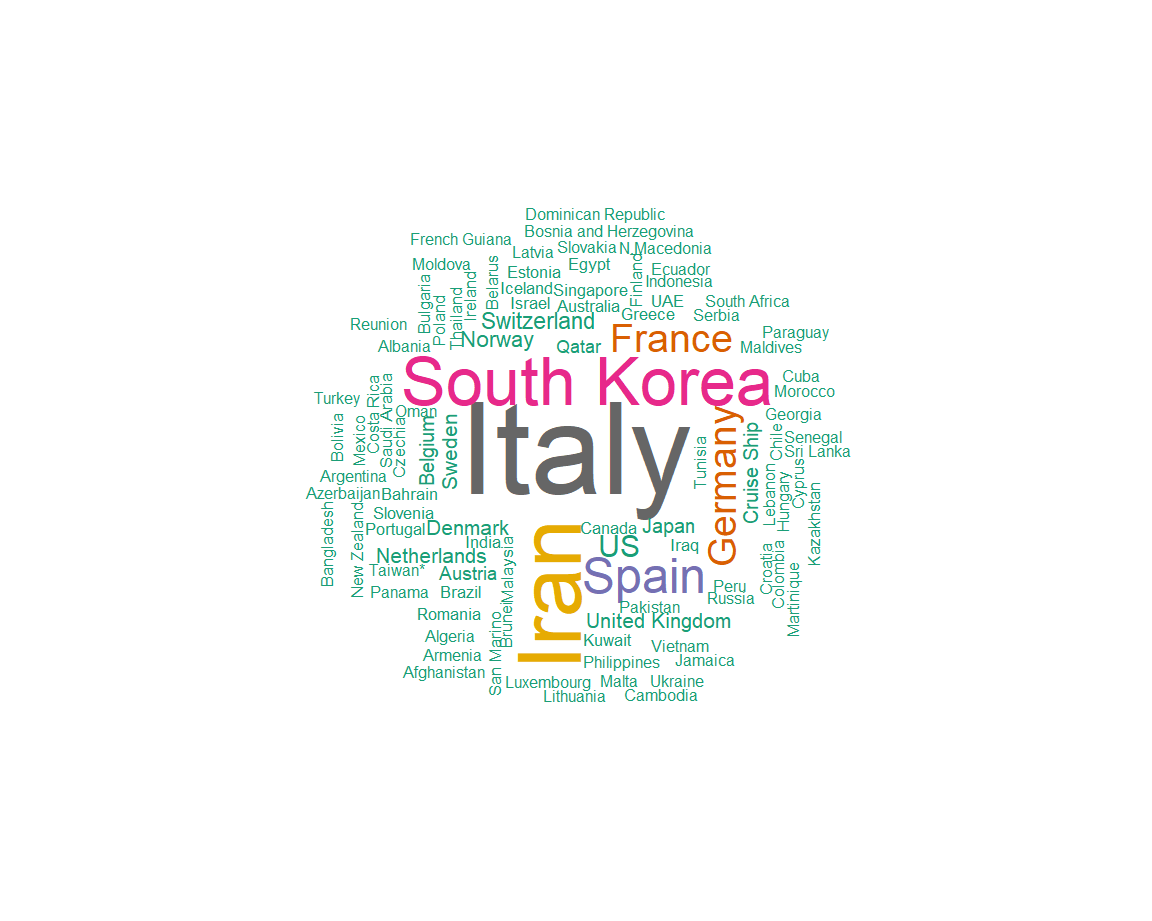 Dominican Republic
Bosnia and Herzegovina
French Guiana
Latvia
Slovakia
N.Macedonia
Moldova
Estonia
Egypt
Finland
Ecuador
Indonesia
Belarus
Ireland
Bulgaria
Poland
Thailand
Iceland
Singapore
Israel
Australia
UAE
South Africa
Greece
Serbia
Reunion
Switzerland
Norway
Qatar
France
Paraguay
Albania
Maldives
South Korea
Cuba
Morocco
Turkey
Costa Rica
Saudi Arabia
Oman
Italy
Germany
Georgia
Bolivia
Mexico
Czechia
Belgium
Sweden
Tunisia
Cruise Ship
Chile
Senegal
Sri Lanka
Argentina
Azerbaijan
Bahrain
Lebanon
Hungary
Cyprus
Kazakhstan
Slovenia
Bangladesh
New Zealand
Portugal
Denmark
India
Iran
Canada
Japan
US
Iraq
Netherlands
Taiwan*
Austria
Malaysia
Spain
Croatia
Colombia
Martinique
Panama
Brazil
Peru
Russia
Pakistan
Romania
Brunei
San Marino
United Kingdom
Algeria
Kuwait
Vietnam
Armenia
Philippines
Jamaica
Afghanistan
Luxembourg
Malta
Ukraine
Lithuania
Cambodia